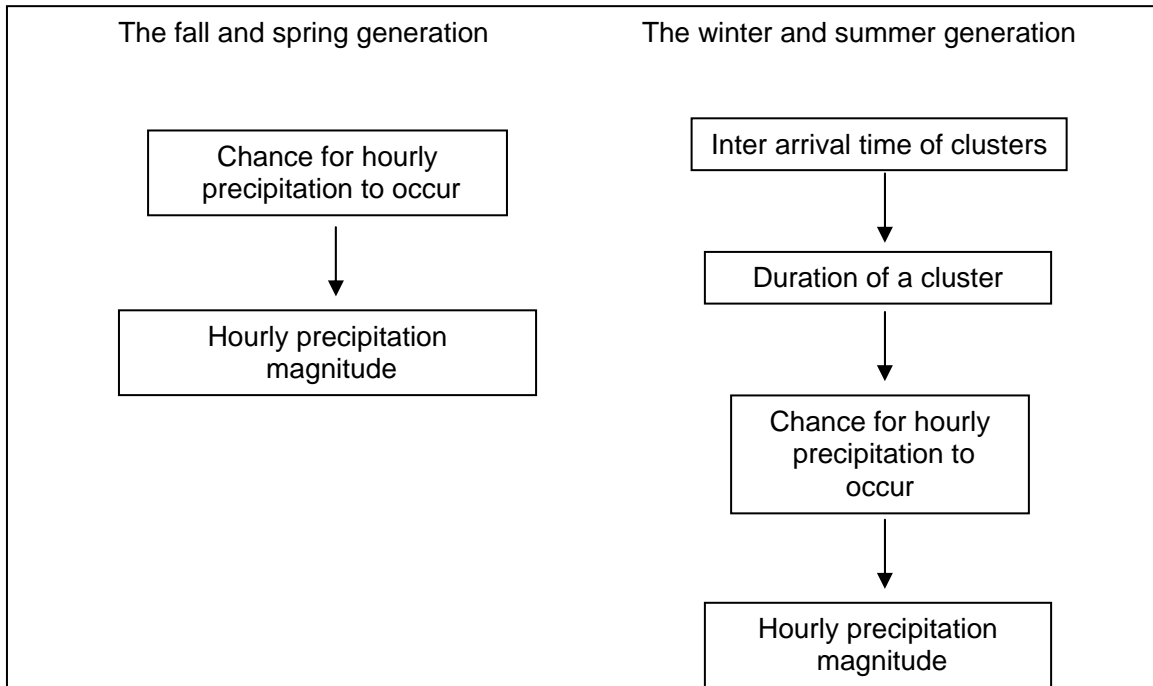 The fall and spring generation
Chance for hourly
precipitation to occur
Hourly precipitation
magnitude
The winter and summer generation
Inter arrival time of clusters
Duration of a cluster
Chance for hourly
precipitation to
occur
Hourly precipitation
magnitude